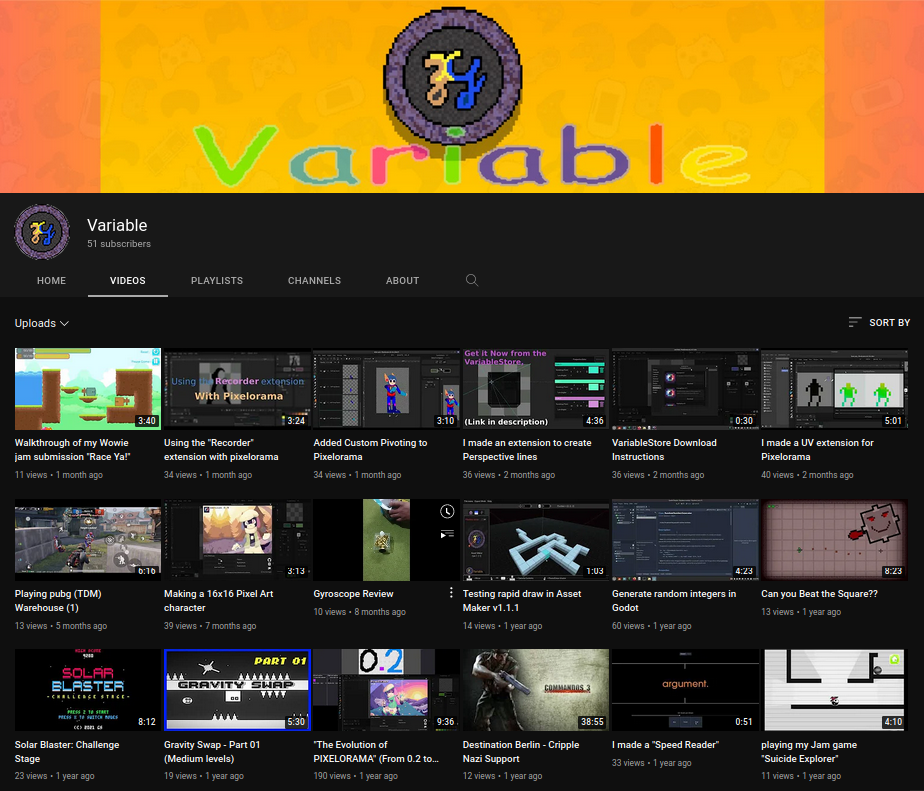 Variable
Variable
51 subscribers
HOME VIDEOS PLAYLISTS CHANNELS ABOUT
Uploads SORT BY
3:40
Using the Recorder extension
With Pixelorama
3:24
3:10
Get it Now from the
VariableStore.
(Link in description)
4:36
0:30
5:01
Walkthrough of my Wowie
jam submission "Race Ya!"
11 views • 1 month ago
Using the "Recorder"
extension with pixelorama
34 views • 1 month ago
Added Custom Pivoting to
Pixelorama
34 views • 1 month ago
I made an extension to create
Perspective lines
36 views • 2 months ago
VariableStore Download
Instructions
36 views • 2 months ago
I made a UV extension for
Pixelorama
40 views • 2 months ago
6:16
3:13
1:03
4:23
8:23
Playing pubg (TDM)
Warehouse (1)
13 views • 5 months ago
Making a 16x16 Pixel Art
character
39 views • 7 months ago
Gyroscope Review
10 views • 8 months ago
Testing rapid draw in Asset
Maker v1.1.1
14 views • 1 year ago
Generate random integers in
Godot
60 views • 1 year ago
Can you Beat the Square??
13 views • 1 year ago
SOLAR
BLASTER
CHALLENGE
STAGE
PRESS Z TO START
PRESS X TO SWITCH MODES
8:12
PART 01
GRAVITY SWAP
5:30
0.2
9:36
COMMANDOS 3
38:55
argument.
0:51
4:10
Solar Blaster: Challenge
Stage
23 views • 1 year ago
Gravity Swap - Part 01
(Medium levels)
19 views • 1 year ago
"The Evolution of
PIXELORAMA" (From 0.2 to...
190 views • 1 year ago
Destination Berlin - Cripple
Nazi Support
12 views • 1 year ago
I made a "Speed Reader"
33 views • 1 year ago
playing my Jam game
"Suicide Explorer"
11 views • 1 year ago